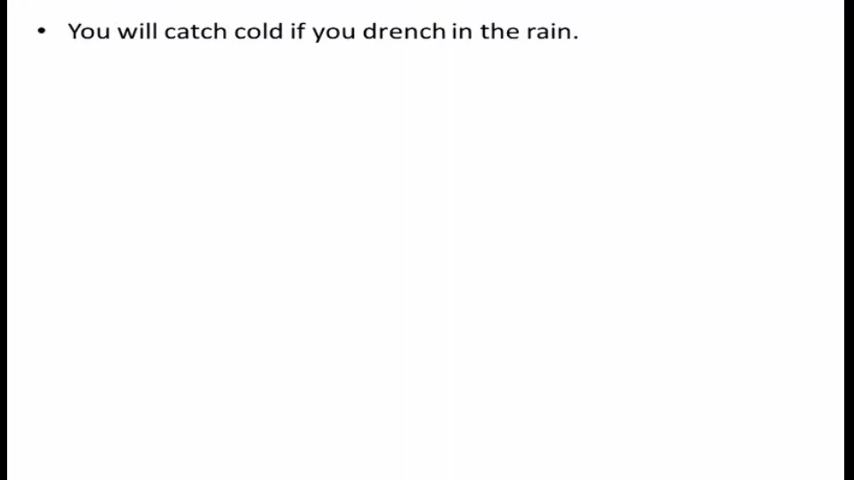 • You will catch cold if you drench in the rain.